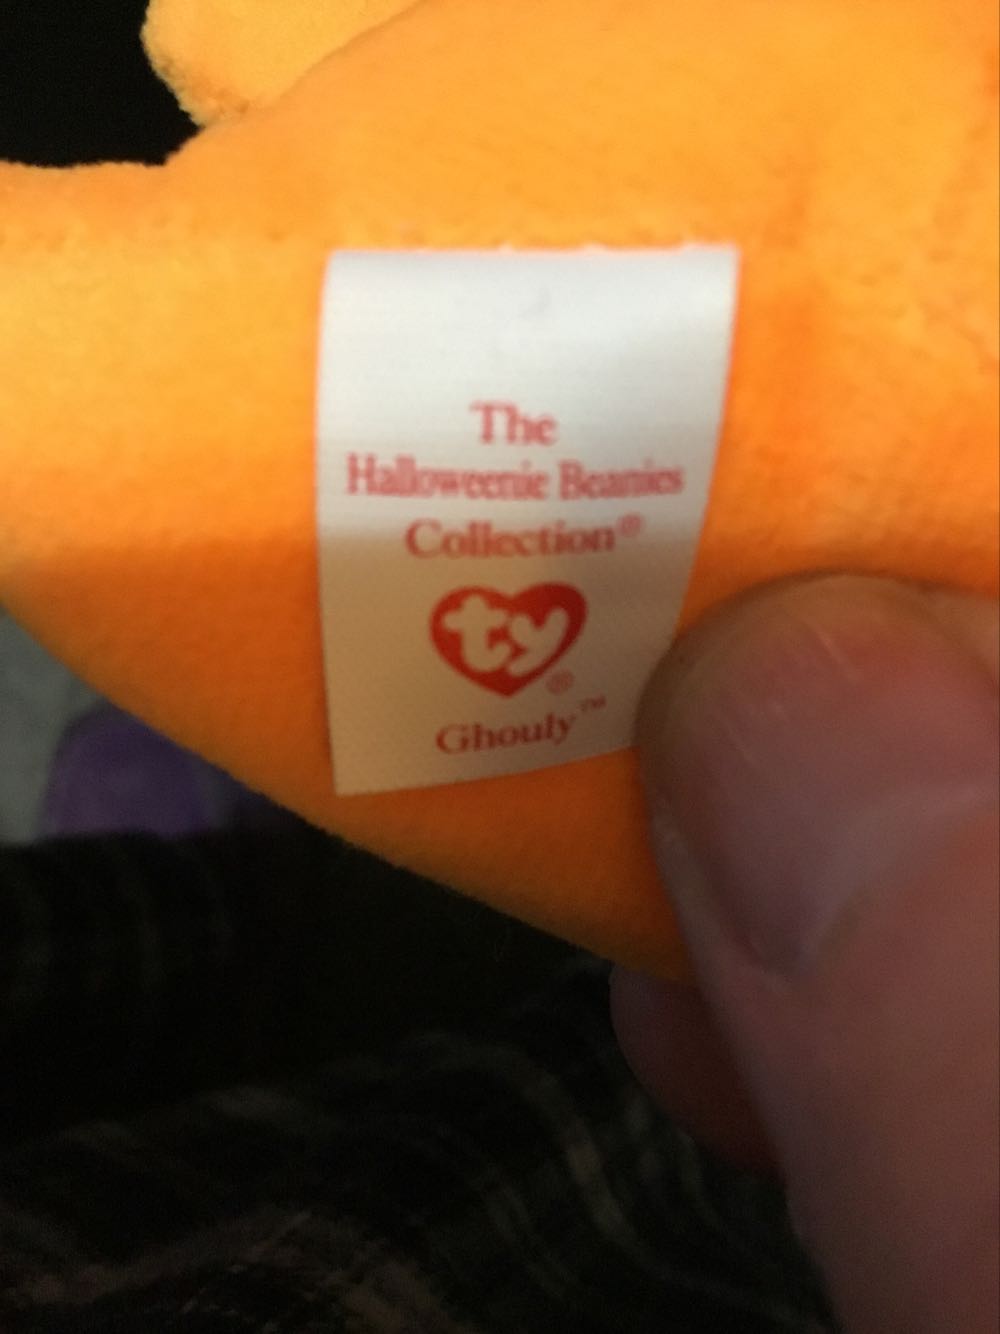 The
Halloweenie Beanies
Collection®
ty®
Ghouly™